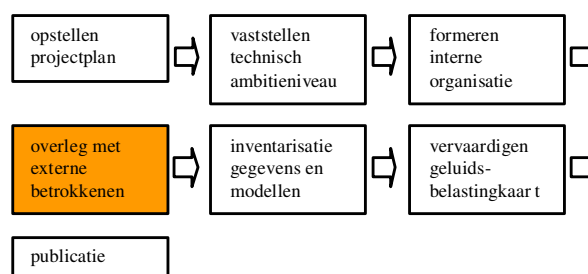 opstellen
projectplan
vaststellen
technisch
ambitieniveau
formeren
interne
organisatie
overleg met
externe
betrokkenen
inventarisatie
gegevens en
modellen
vervaardigen
geluids-
belastingkaar t
publicatie